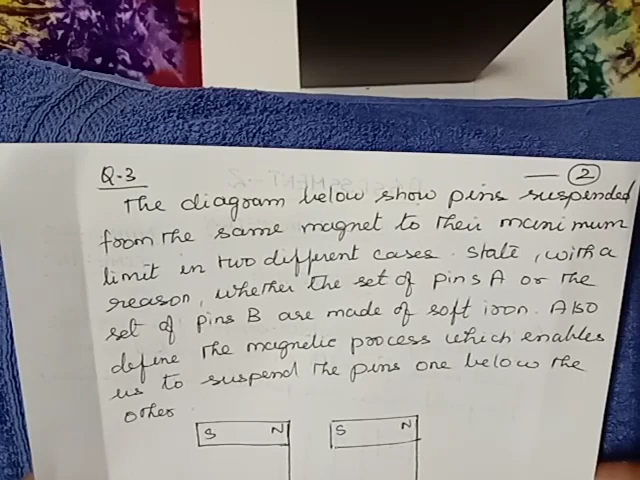 Q-3
— 2
The diagram below show pins suspended
from the same magnet to their manimum
limit in two different cases. State, with a
reason, whether the set of pins A or the
set of pins B are made of soft iron. Also
define the magnetic process which enables
us to suspend the pins one below the
other
S N S N